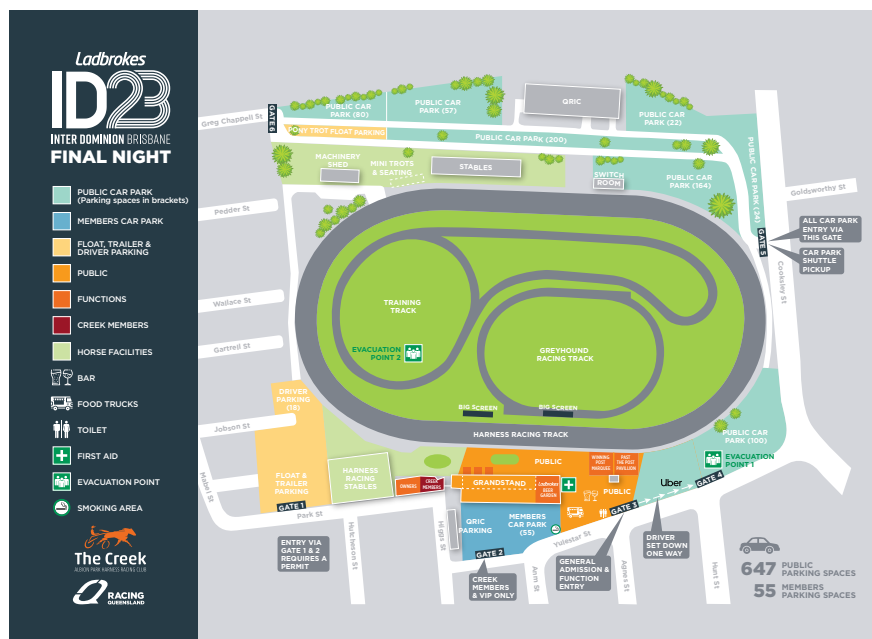 Ladbrokes
ID23
INTER DOMINION BRISBANE
FINAL NIGHT
PUBLIC CAR PARK
(Parking spaces in brackets)
MEMBERS CAR PARK
FLOAT, TRAILER &
DRIVER PARKING
PUBLIC
FUNCTIONS
CREEK MEMBERS
HORSE FACILITIES
BAR
FOOD TRUCKS
TOILET
FIRST AID
EVACUATION POINT
SMOKING AREA
The Creek
ALBION PARK HARNESS RACING CLUB
RACING
QUEENSLAND
Greg Chappell St
GATE 6
PUBLIC CAR
PARK (80)
PUBLIC CAR
PARK (57)
QRIC
PUBLIC CAR
PARK (22)
PONY TROT FLOAT PARKING
PUBLIC CAR PARK (200)
PUBLIC CAR PARK (24)
MACHINERY
SHED
MINI TROTS
& SEATING
STABLES
SWITCH
ROOM
PUBLIC CAR
PARK (164)
Goldsworthy St
Pedder St
GATE 5
ALL CAR PARK
ENTRY VIA
THIS GATE
CAR PARK
SHUTTLE
PICKUP
Cooksley St
Wallace St
TRAINING
TRACK
Gartrell St
EVACUATION
POINT 2
GREYHOUND
RACING TRACK
BIG SCREEN
BIG SCREEN
HARNESS RACING TRACK
DRIVER
PARKING
(18)
Jobson St
PUBLIC CAR
PARK (100)
EVACUATION
POINT 1
Mabel St
FLOAT &
TRAILER
PARKING
HARNESS
RACING
STABLES
OWNERS
CREEK
MEMBERS
PUBLIC
GRANDSTAND
Ladbrokes
BEER
GARDEN
WINNING
POST
MARQUEE
PAST
THE POST
PAVILION
PUBLIC
Uber
GATE 4
GATE 3
GATE 1
Park St
QRIC
PARKING
MEMBERS
CAR PARK
(55)
Yulestar St
GATE 2
Hutcheson St
Higgs St
Anm St
Agnes St
Hunt St
ENTRY VIA
GATE 1 & 2
REQUIRES A
PERMIT
CREEK
MEMBERS
& VIP ONLY
GENERAL
ADMISSION &
FUNCTION
ENTRY
DRIVER
SET DOWN
ONE WAY
647 PUBLIC
PARKING SPACES
55 MEMBERS
PARKING SPACES